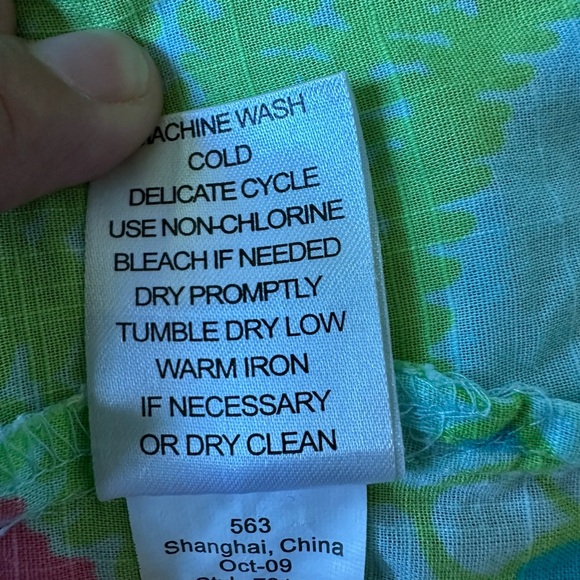 MACHINE WASH
COLD
DELICATE CYCLE
USE NON-CHLORINE
BLEACH IF NEEDED
DRY PROMPTLY
TUMBLE DRY LOW
WARM IRON
IF NECESSARY
OR DRY CLEAN
563
Shanghai, China
Oct-09